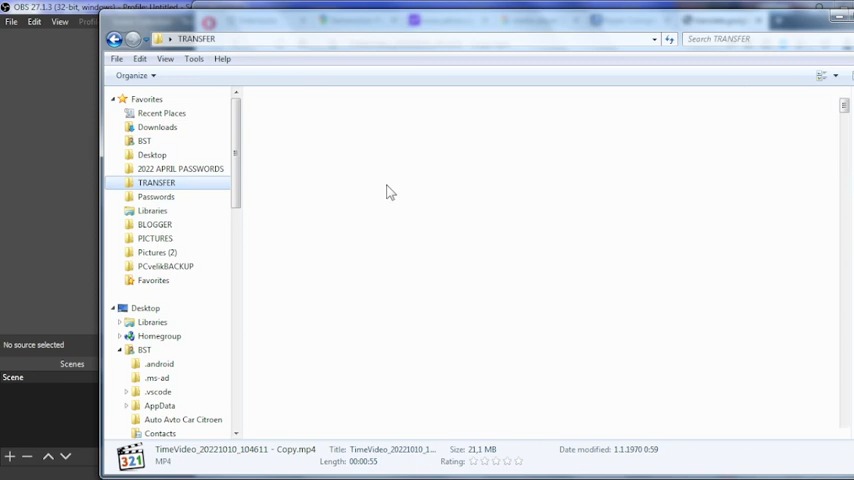 OBS 27.1.3 (32-bit, windows) - Profile: Untitled - S
File Edit View Profil
TRANSFER
Search TRANSFER
File Edit View Tools Help
Organize
Favorites
Recent Places
Downloads
BST
Desktop
2022 APRIL PASSWORDS
TRANSFER
Passwords
Libraries
BLOGGER
PICTURES
Pictures (2)
PCvelikBACKUP
Favorites
Desktop
Libraries
Homegroup
BST
.android
.ms-ad
.vscode
AppData
Auto Avto Car Citroen
Contacts
No source selected
Scenes
Scene
TimeVideo_20221010_104611 - Copy.mp4 Title: TimeVideo_20221010_1... Size: 21,1 MB Date modified: 1.1.1970 0:59
MP4 Length: 00:00:55 Rating:
321